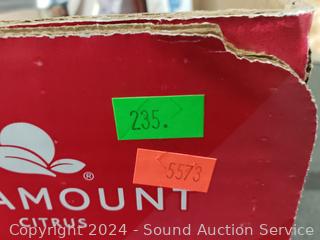 235.
5573
®
AMOUNT
CITRUS
Copyright 2024 - Sound Auction Service